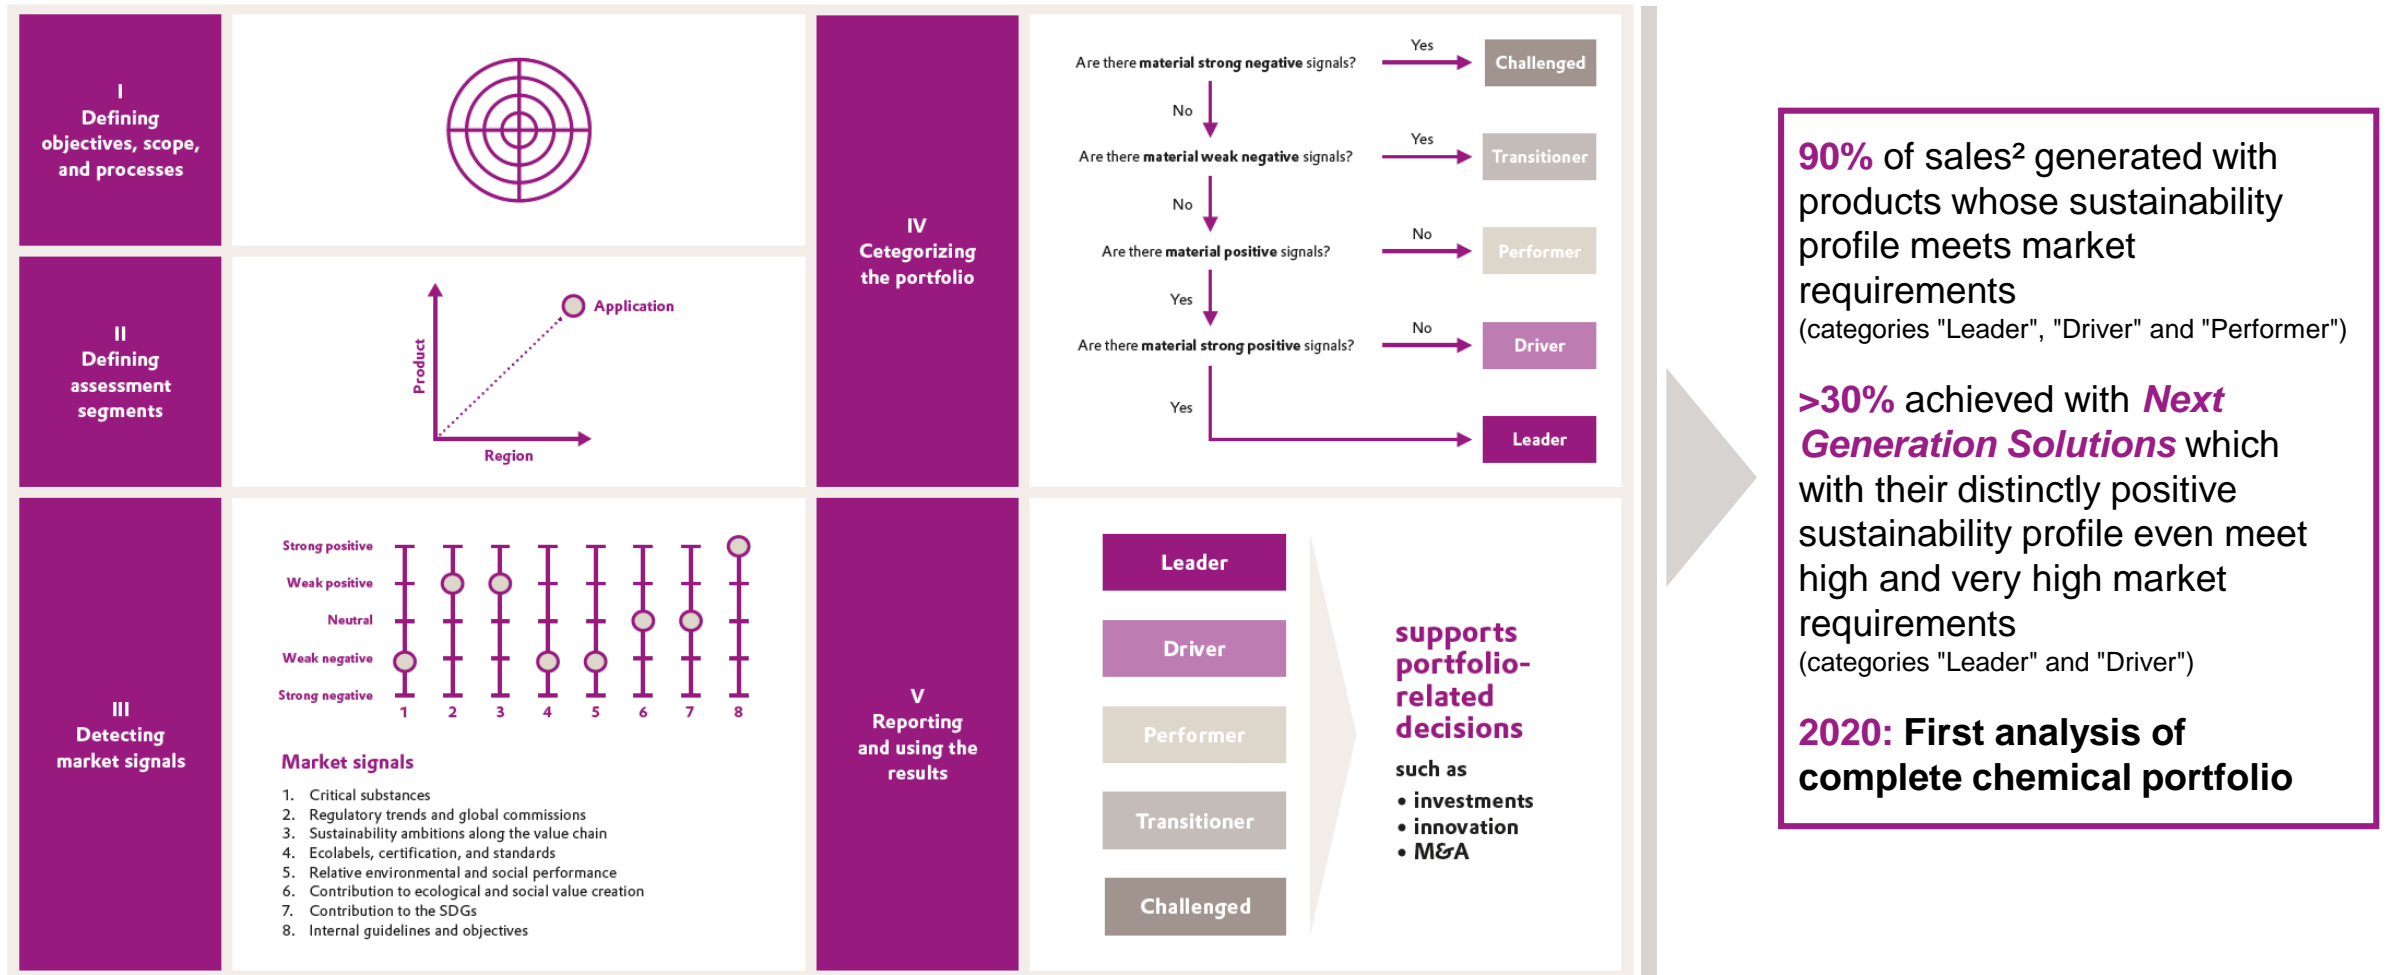 I
Defining
objectives, scope,
and processes
II
Defining
assessment
segments
Product
Application
Region
III
Detecting
market signals
Strong positive
Weak positive
Neutral
Weak negative
Strong negative
1 2 3 4 5 6 7 8
Market signals
1. Critical substances
2. Regulatory trends and global commissions
3. Sustainability ambitions along the value chain
4. Ecolabels, certification, and standards
5. Relative environmental and social performance
6. Contribution to ecological and social value creation
7. Contribution to the SDGs
8. Internal guidelines and objectives
IV
Cetegorizing
the portfolio
Are there material strong negative signals?
Yes
Challenged
No
Are there material weak negative signals?
Yes
Transitioner
No
Are there material positive signals?
No
Performer
Yes
Are there material strong positive signals?
No
Driver
Yes
Leader
V
Reporting
and using the
results
Leader
Driver
Performer
Transitioner
Challenged
supports
portfolio-
related
decisions
such as
• investments
• innovation
• M&A
90% of sales² generated with
products whose sustainability
profile meets market
requirements
(categories "Leader", "Driver" and "Performer")
>30% achieved with Next
Generation Solutions which
with their distinctly positive
sustainability profile even meet
high and very high market
requirements
(categories "Leader" and "Driver")
2020: First analysis of
complete chemical portfolio